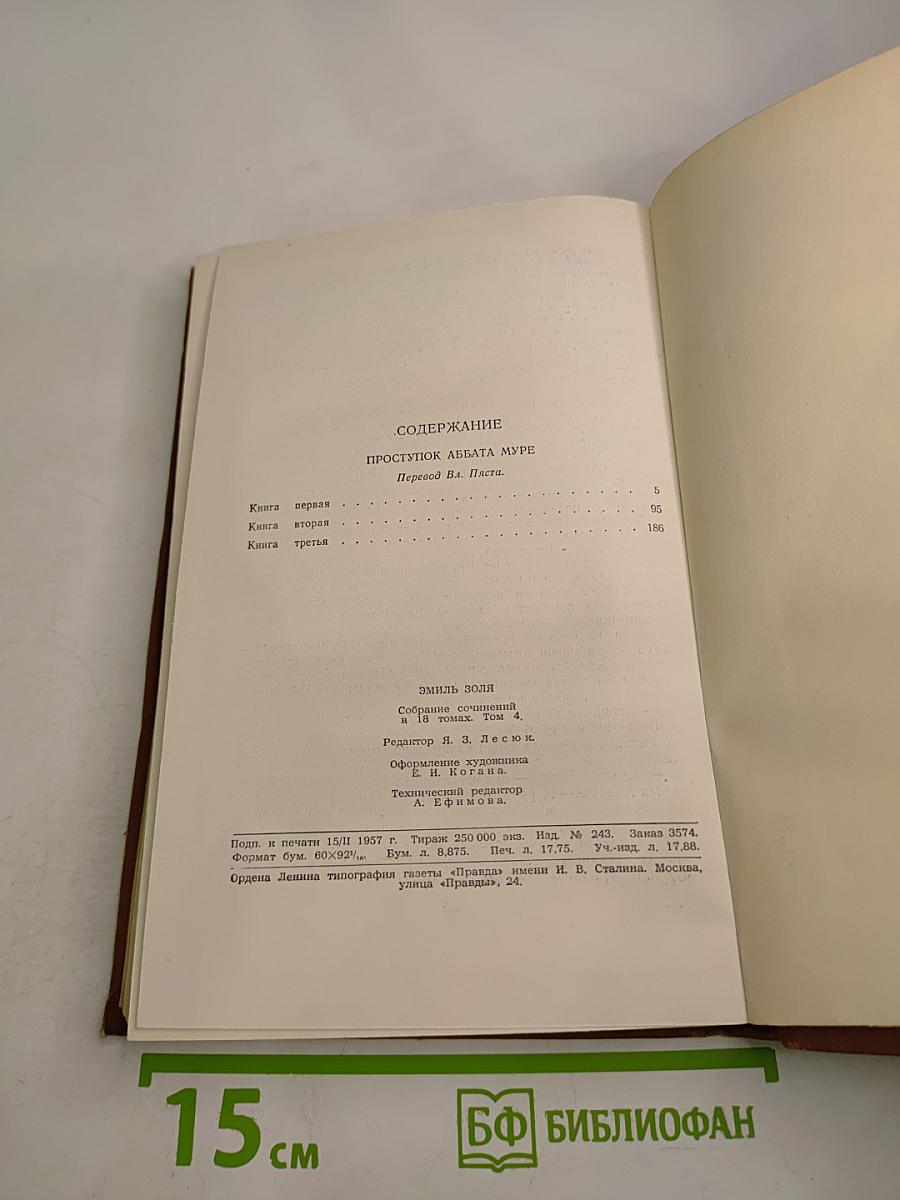 СОДЕРЖАНИЕ
ПРОСТУПОК АББАТА МУРЕ
Перевод Вл. Пяста.
Книга первая . . . . . . . . . . . . . . . . . . . . . 5
Книга вторая . . . . . . . . . . . . . . . . . . . . . 95
Книга третья . . . . . . . . . . . . . . . . . . . . . 186
ЭМИЛЬ ЗОЛЯ
Собрание сочинений
в 18 томах. Том 4.
Редактор Я. З. Лесюк.
Оформление художника
Е. И. Когана.
Технический редактор
А. Ефимова.
Подп. к печати 15/II 1957 г. Тираж 250 000 экз. Изд. № 243. Заказ 3574.
Формат бум. 60×92¹/₁₆. Бум. л. 8,875. Печ. л. 17,75. Уч.-изд. л. 17,88.
Ордена Ленина типография газеты «Правда» имени И. В. Сталина. Москва,
улица «Правды», 24.
15 см
БФ БИБЛИОФАН